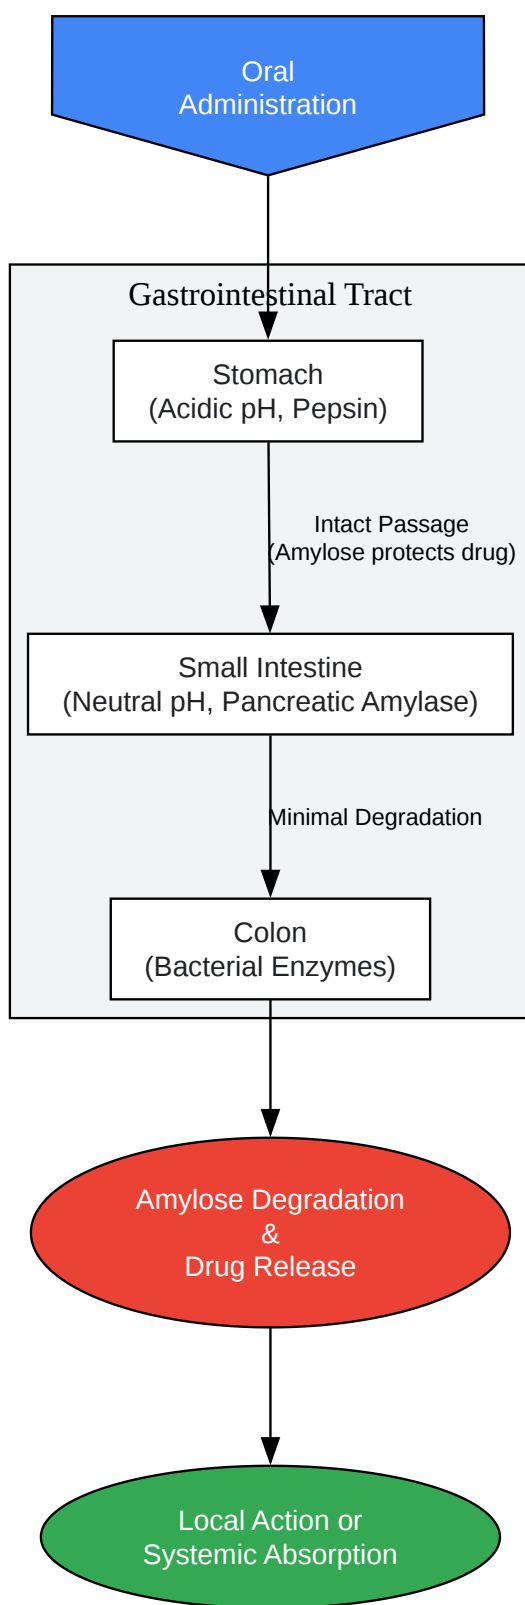 Oral
Administration
Gastrointestinal Tract
Stomach
(Acidic pH, Pepsin)
Intact Passage
(Amylose protects drug)
Small Intestine
(Neutral pH, Pancreatic Amylase)
Minimal Degradation
Colon
(Bacterial Enzymes)
Amylose Degradation
&
Drug Release
Local Action or
Systemic Absorption